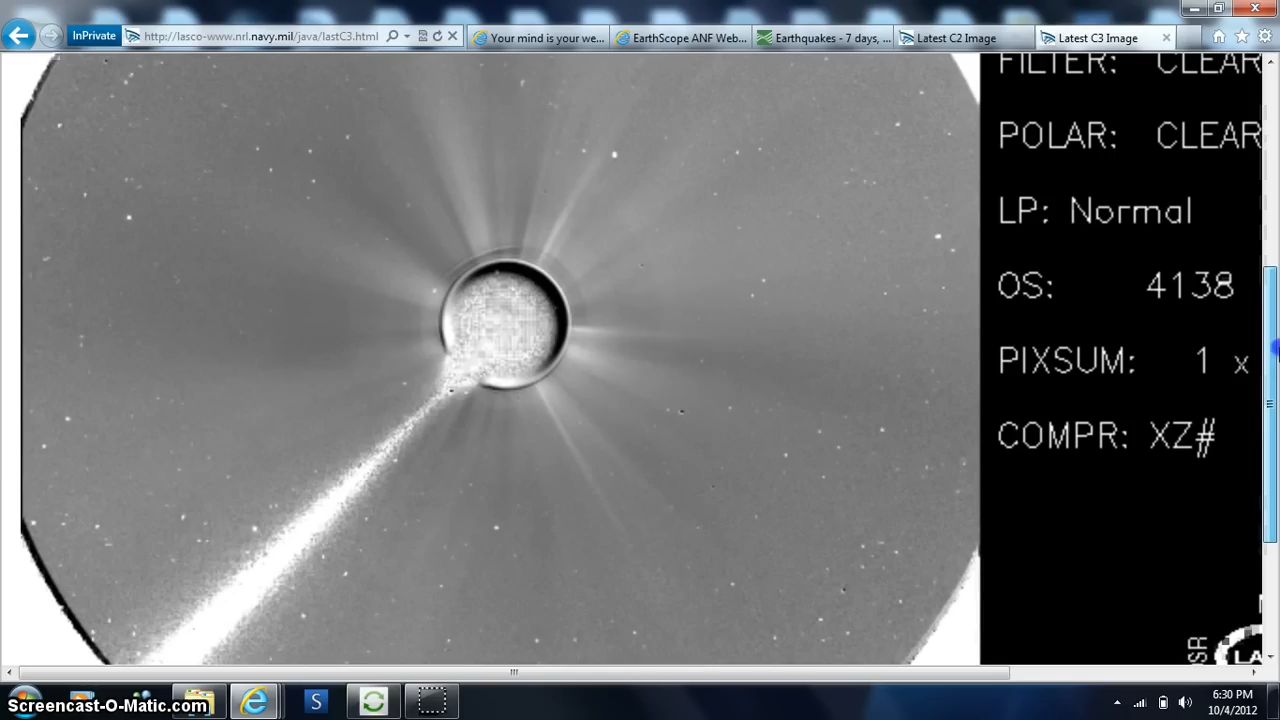 InPrivate
http://lasco-www.nrl.navy.mil/java/lastC3.html
Your mind is your we...
EarthScope ANF Web...
Earthquakes - 7 days, ...
Latest C2 Image
Latest C3 Image
FILTER: CLEAR
POLAR: CLEAR
LP: Normal
OS: 4138
PIXSUM: 1 x
COMPR: XZ#
SR
LA
S
Screencast-O-Matic.com
6:30 PM
10/4/2012